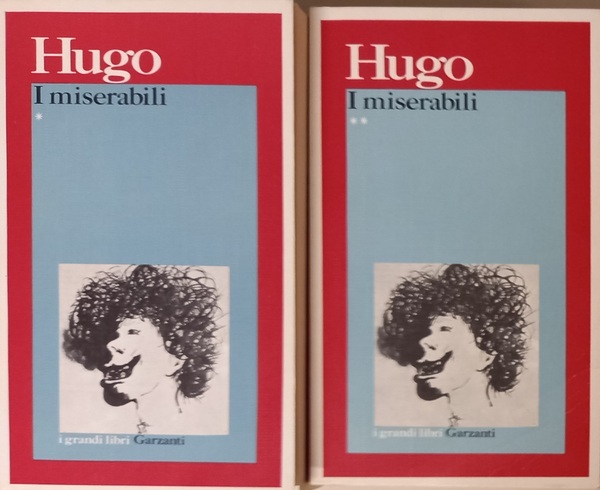 Hugo
I miserabili
*
i grandi libri Garzanti
Hugo
I miserabili
**
i grandi libri Garzanti